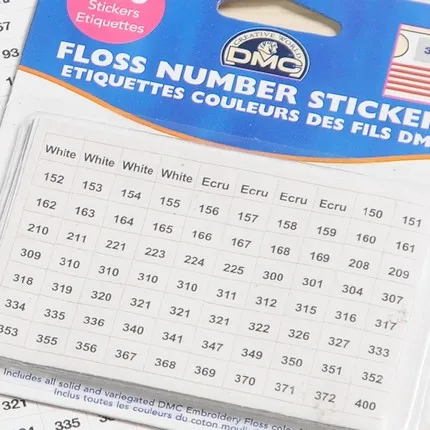 Stickers
Etiquettes
CREATIVE WORLD
DMC
FLOSS NUMBER STICKER
ETIQUETTES COULEURS DES FILS DM
White White White White Ecru Ecru Ecru Ecru 150 151
152 153 154 155 156 157 158 159 160 161
162 163 164 165 166 167 168 169 208 209
210 211 221 223 224 225 300 301 304 307
309 310 310 310 310 311 312 315 316 317
318 319 320 321 321 321 322 326 327 333
334 335 336 340 341 347 349 350 351 352
353 355 356 367 368 369 370 371 372 400
Includes all solid and variegated DMC Embroidery Floss color
Inclus toutes les couleurs du coton
93
321
335